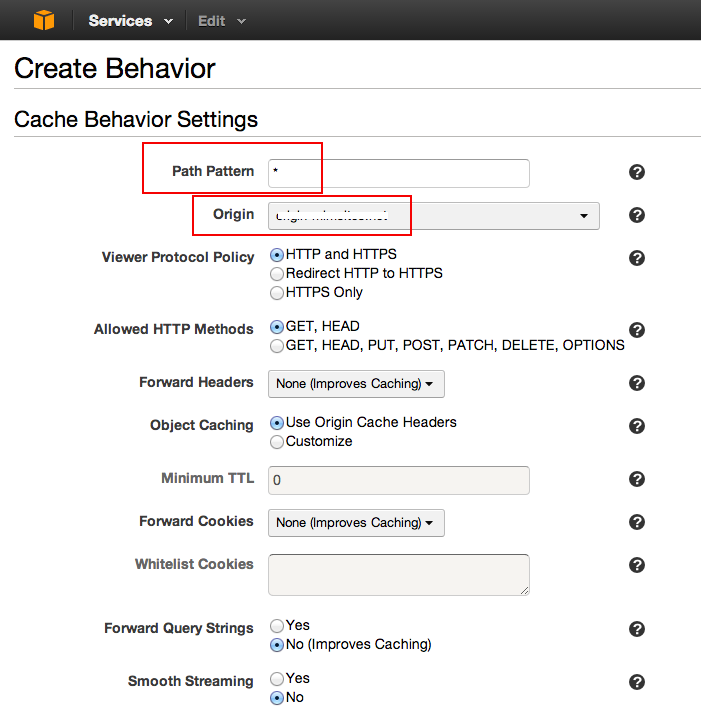 Services Edit
Create Behavior
Cache Behavior Settings
Path Pattern *
Origin
Viewer Protocol Policy HTTP and HTTPS
Redirect HTTP to HTTPS
HTTPS Only
Allowed HTTP Methods GET, HEAD
GET, HEAD, PUT, POST, PATCH, DELETE, OPTIONS
Forward Headers None (Improves Caching)
Object Caching Use Origin Cache Headers
Customize
Minimum TTL 0
Forward Cookies None (Improves Caching)
Whitelist Cookies
Forward Query Strings Yes
No (Improves Caching)
Smooth Streaming Yes
No